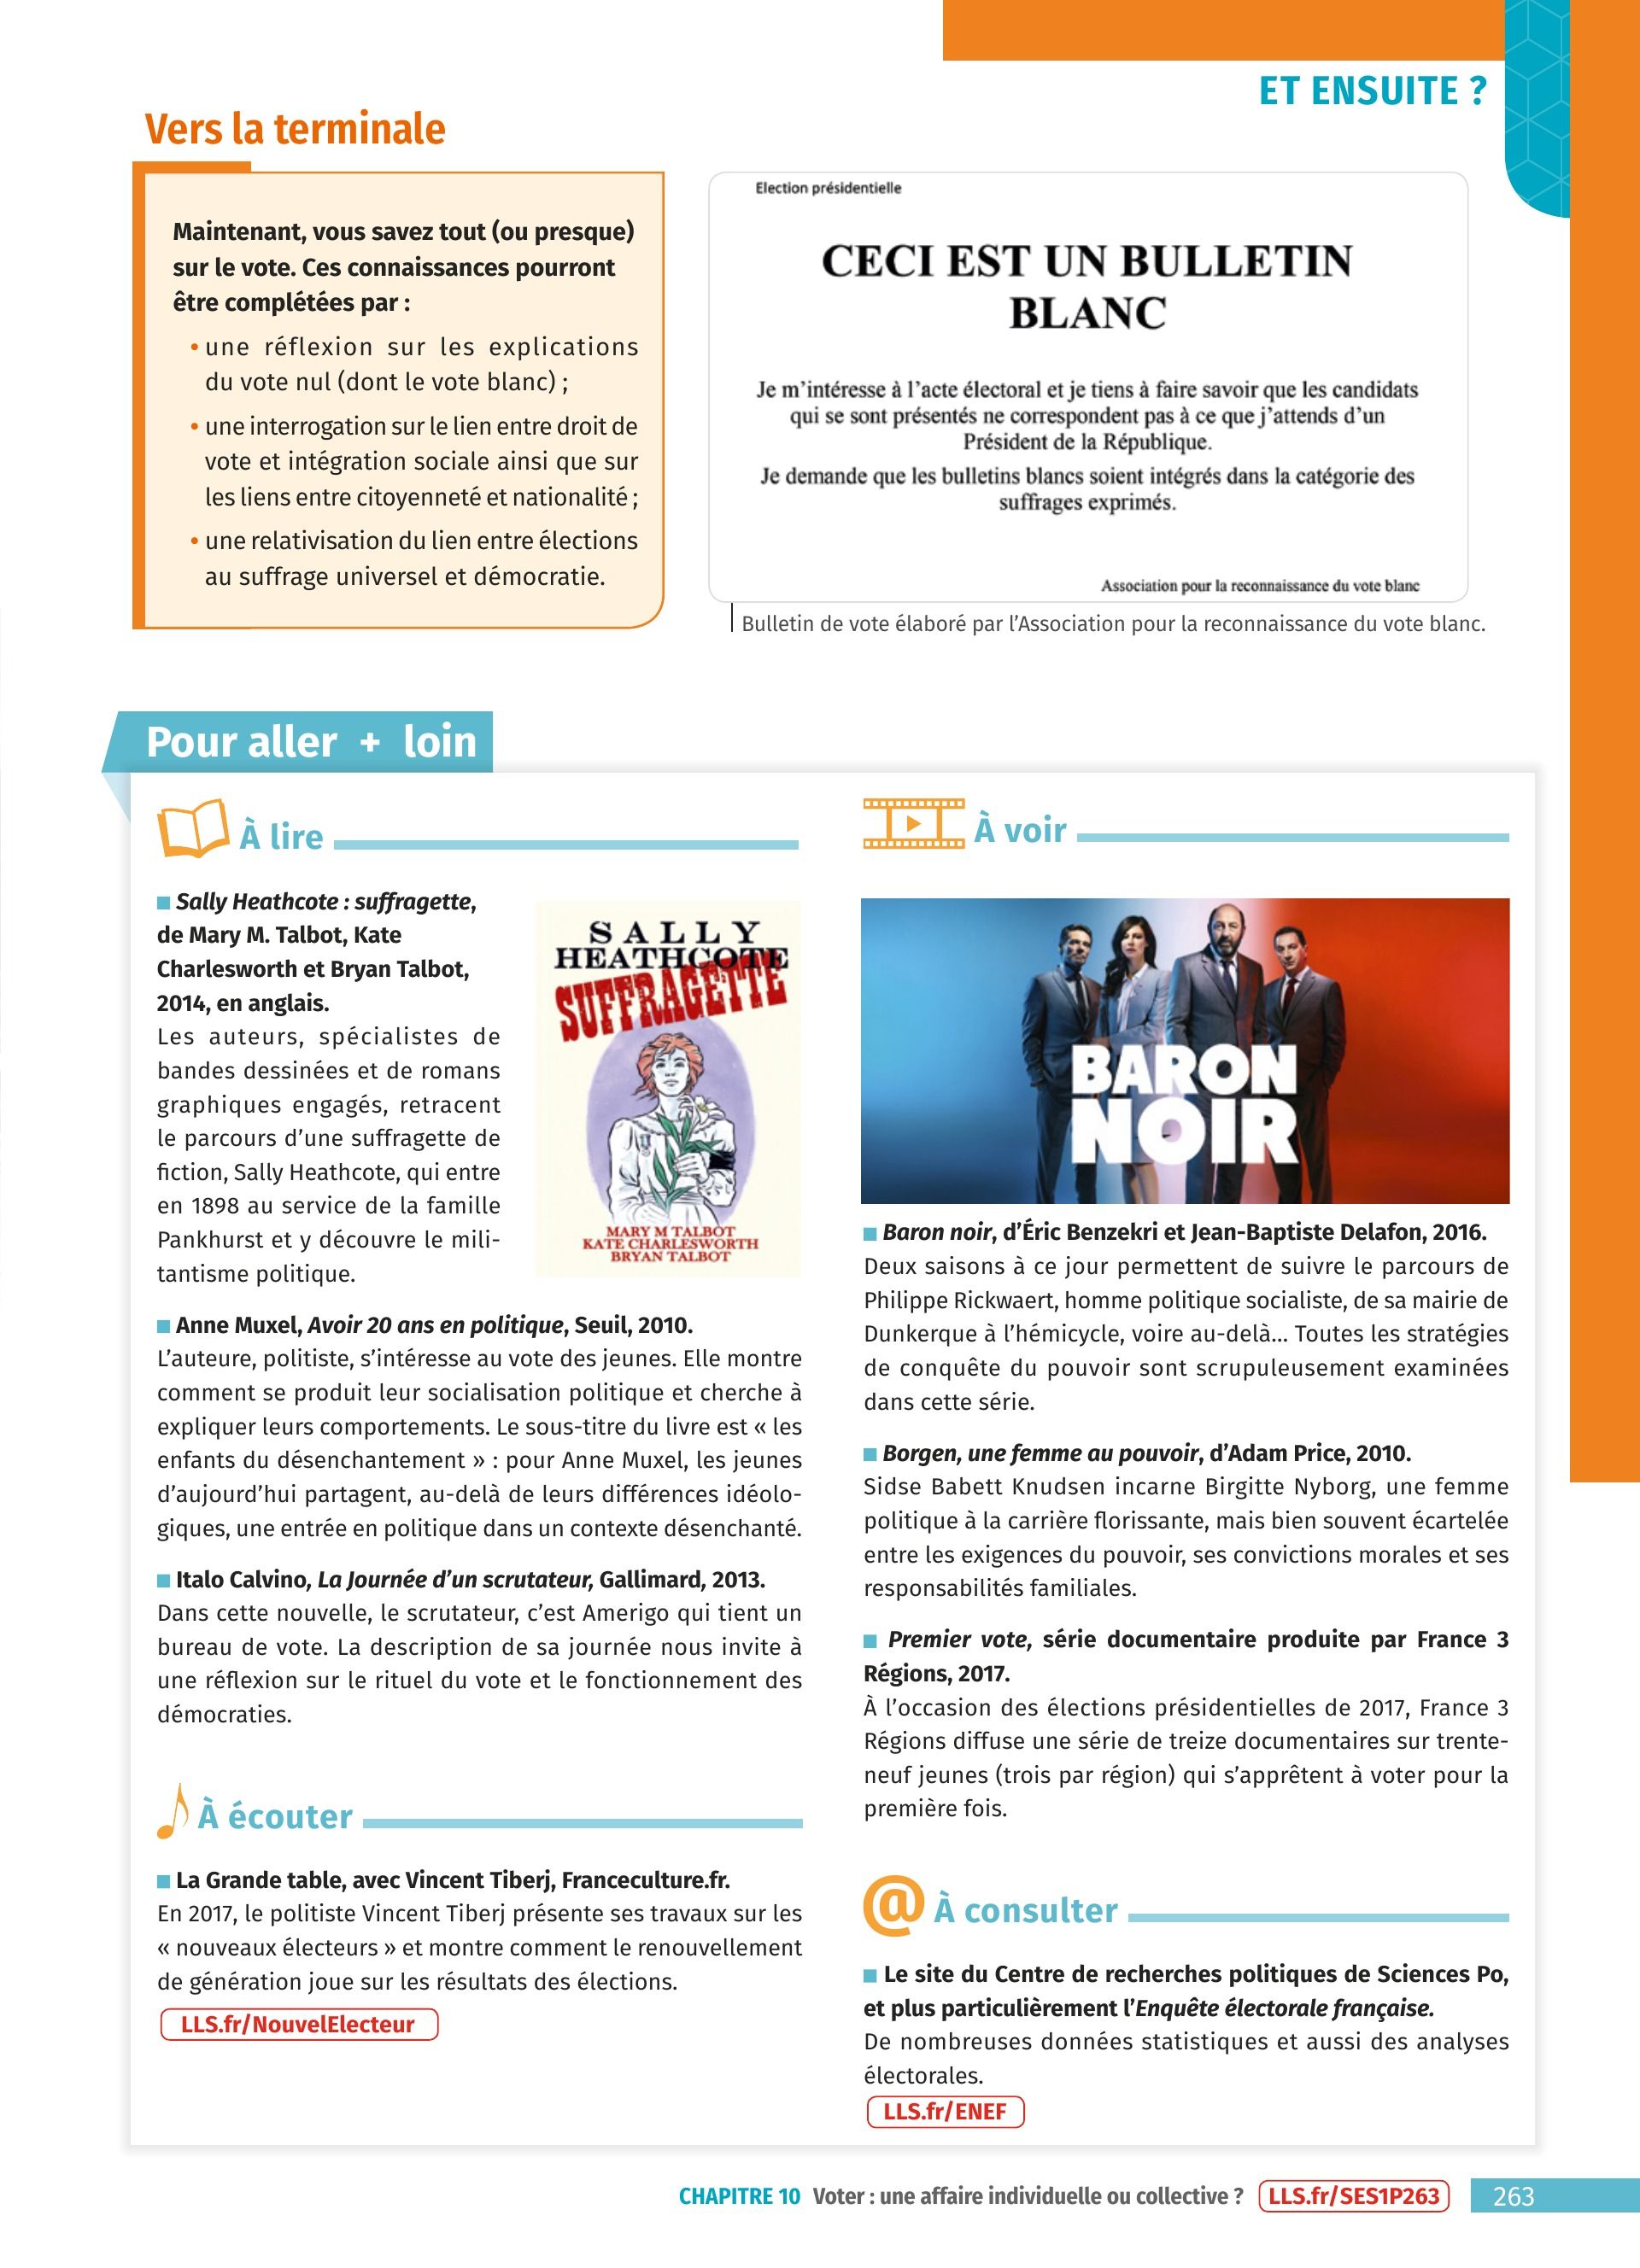 ET ENSUITE ?
Vers la terminale
Maintenant, vous savez tout (ou presque)
sur le vote. Ces connaissances pourront
être complétées par :
• une réflexion sur les explications
du vote nul (dont le vote blanc) ;
• une interrogation sur le lien entre droit de
vote et intégration sociale ainsi que sur
les liens entre citoyenneté et nationalité ;
• une relativisation du lien entre élections
au suffrage universel et démocratie.
Election présidentielle
CECI EST UN BULLETIN
BLANC
Je m'intéresse à l'acte électoral et je tiens à faire savoir que les candidats
qui se sont présentés ne correspondent pas à ce que j'attends d'un
Président de la République.
Je demande que les bulletins blancs soient intégrés dans la catégorie des
suffrages exprimés.
Association pour la reconnaissance du vote blanc
Bulletin de vote élaboré par l'Association pour la reconnaissance du vote blanc.
Pour aller + loin
À lire
■ Sally Heathcote : suffragette,
de Mary M. Talbot, Kate
Charlesworth et Bryan Talbot,
2014, en anglais.
Les auteurs, spécialistes de
bandes dessinées et de romans
graphiques engagés, retracent
le parcours d'une suffragette de
fiction, Sally Heathcote, qui entre
en 1898 au service de la famille
Pankhurst et y découvre le mili-
tantisme politique.
SALLY
HEATHCOTE
SUFFRAGETTE
MARY M TALBOT
KATE CHARLESWORTH
BRYAN TALBOT
■ Anne Muxel, Avoir 20 ans en politique, Seuil, 2010.
L'auteure, politiste, s'intéresse au vote des jeunes. Elle montre
comment se produit leur socialisation politique et cherche à
expliquer leurs comportements. Le sous-titre du livre est « les
enfants du désenchantement » : pour Anne Muxel, les jeunes
d'aujourd'hui partagent, au-delà de leurs différences idéolo-
giques, une entrée en politique dans un contexte désenchanté.
■ Italo Calvino, La Journée d'un scrutateur, Gallimard, 2013.
Dans cette nouvelle, le scrutateur, c'est Amerigo qui tient un
bureau de vote. La description de sa journée nous invite à
une réflexion sur le rituel du vote et le fonctionnement des
démocraties.
À écouter
■ La Grande table, avec Vincent Tiberj, Franceculture.fr.
En 2017, le politiste Vincent Tiberj présente ses travaux sur les
« nouveaux électeurs » et montre comment le renouvellement
de génération joue sur les résultats des élections.
LLS.fr/NouvelElecteur
À voir
BARON
NOIR
■ Baron noir, d'Éric Benzekri et Jean-Baptiste Delafon, 2016.
Deux saisons à ce jour permettent de suivre le parcours de
Philippe Rickwaert, homme politique socialiste, de sa mairie de
Dunkerque à l'hémicycle, voire au-delà... Toutes les stratégies
de conquête du pouvoir sont scrupuleusement examinées
dans cette série.
■ Borgen, une femme au pouvoir, d'Adam Price, 2010.
Sidse Babett Knudsen incarne Birgitte Nyborg, une femme
politique à la carrière florissante, mais bien souvent écartelée
entre les exigences du pouvoir, ses convictions morales et ses
responsabilités familiales.
■ Premier vote, série documentaire produite par France 3
Régions, 2017.
À l'occasion des élections présidentielles de 2017, France 3
Régions diffuse une série de treize documentaires sur trente-
neuf jeunes (trois par région) qui s'apprêtent à voter pour la
première fois.
@ À consulter
■ Le site du Centre de recherches politiques de Sciences Po,
et plus particulièrement l'Enquête électorale française.
De nombreuses données statistiques et aussi des analyses
électorales.
LLS.fr/ENEF
CHAPITRE 10 Voter : une affaire individuelle ou collective ? LLS.fr/SES1P263 263